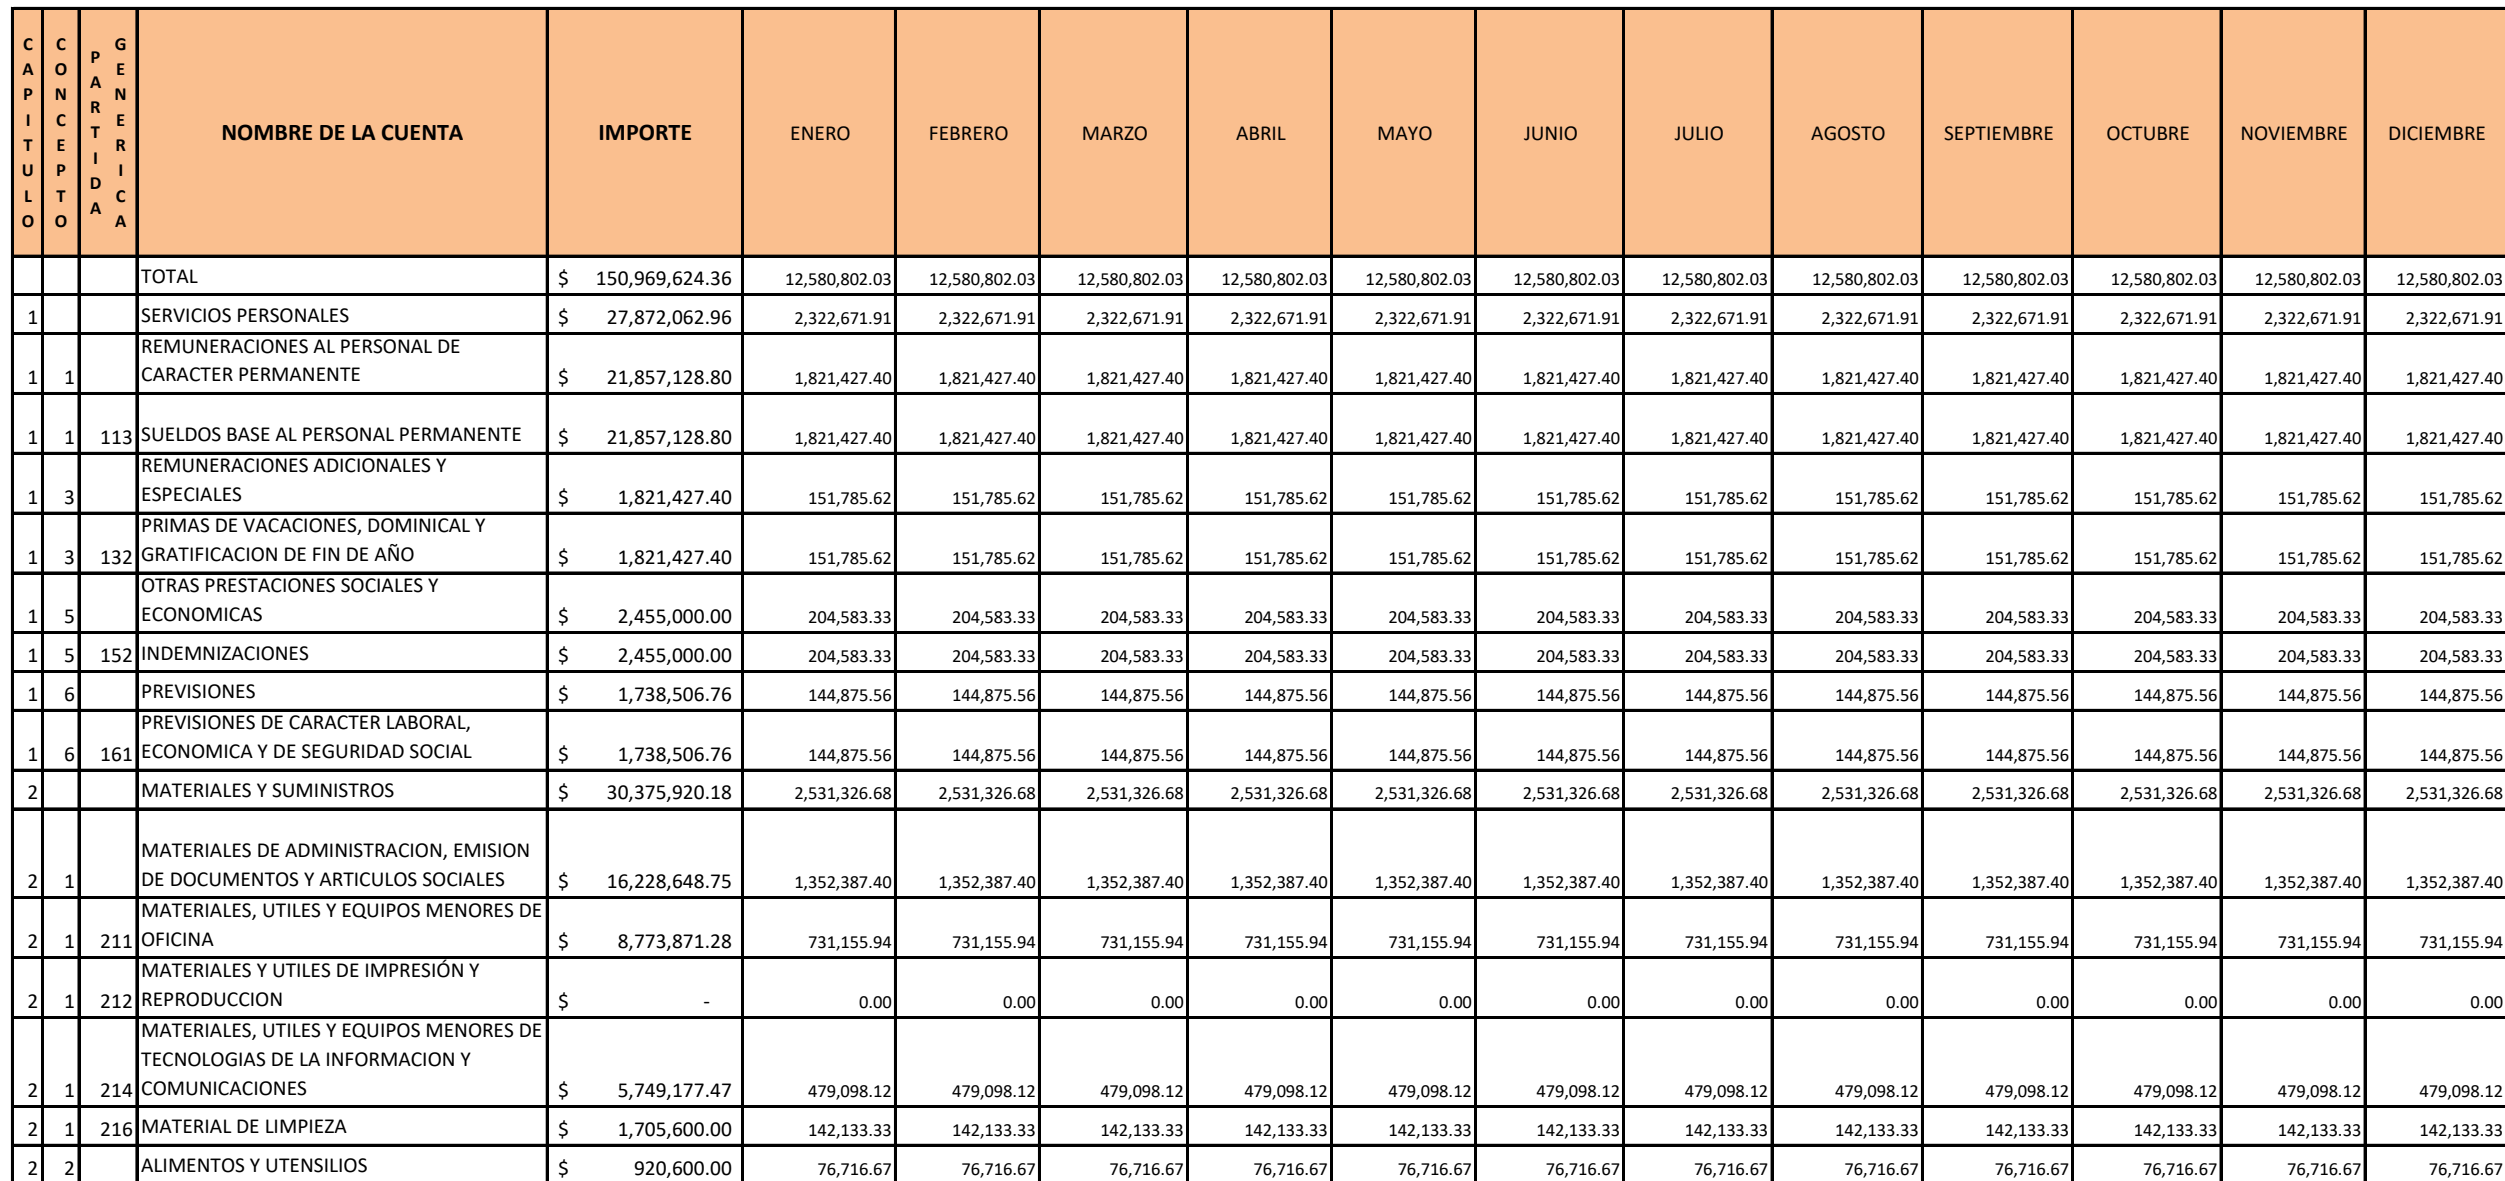 CAPITULO CONCEPTO PARTIDA GENERICA NOMBRE DE LA CUENTA IMPORTE ENERO FEBRERO MARZO ABRIL MAYO JUNIO JULIO AGOSTO SEPTIEMBRE OCTUBRE NOVIEMBRE DICIEMBRE
TOTAL $ 150,969,624.36 12,580,802.03 12,580,802.03 12,580,802.03 12,580,802.03 12,580,802.03 12,580,802.03 12,580,802.03 12,580,802.03 12,580,802.03 12,580,802.03 12,580,802.03 12,580,802.03
1 SERVICIOS PERSONALES $ 27,872,062.96 2,322,671.91 2,322,671.91 2,322,671.91 2,322,671.91 2,322,671.91 2,322,671.91 2,322,671.91 2,322,671.91 2,322,671.91 2,322,671.91 2,322,671.91 2,322,671.91
REMUNERACIONES AL PERSONAL DE
1 1 CARACTER PERMANENTE $ 21,857,128.80 1,821,427.40 1,821,427.40 1,821,427.40 1,821,427.40 1,821,427.40 1,821,427.40 1,821,427.40 1,821,427.40 1,821,427.40 1,821,427.40 1,821,427.40 1,821,427.40
1 1 113 SUELDOS BASE AL PERSONAL PERMANENTE $ 21,857,128.80 1,821,427.40 1,821,427.40 1,821,427.40 1,821,427.40 1,821,427.40 1,821,427.40 1,821,427.40 1,821,427.40 1,821,427.40 1,821,427.40 1,821,427.40 1,821,427.40
REMUNERACIONES ADICIONALES Y
1 3 ESPECIALES $ 1,821,427.40 151,785.62 151,785.62 151,785.62 151,785.62 151,785.62 151,785.62 151,785.62 151,785.62 151,785.62 151,785.62 151,785.62 151,785.62
PRIMAS DE VACACIONES, DOMINICAL Y
1 3 132 GRATIFICACION DE FIN DE AÑO $ 1,821,427.40 151,785.62 151,785.62 151,785.62 151,785.62 151,785.62 151,785.62 151,785.62 151,785.62 151,785.62 151,785.62 151,785.62 151,785.62
OTRAS PRESTACIONES SOCIALES Y
1 5 ECONOMICAS $ 2,455,000.00 204,583.33 204,583.33 204,583.33 204,583.33 204,583.33 204,583.33 204,583.33 204,583.33 204,583.33 204,583.33 204,583.33 204,583.33
1 5 152 INDEMNIZACIONES $ 2,455,000.00 204,583.33 204,583.33 204,583.33 204,583.33 204,583.33 204,583.33 204,583.33 204,583.33 204,583.33 204,583.33 204,583.33 204,583.33
1 6 PREVISIONES $ 1,738,506.76 144,875.56 144,875.56 144,875.56 144,875.56 144,875.56 144,875.56 144,875.56 144,875.56 144,875.56 144,875.56 144,875.56 144,875.56
PREVISIONES DE CARACTER LABORAL,
1 6 161 ECONOMICA Y DE SEGURIDAD SOCIAL $ 1,738,506.76 144,875.56 144,875.56 144,875.56 144,875.56 144,875.56 144,875.56 144,875.56 144,875.56 144,875.56 144,875.56 144,875.56 144,875.56
2 MATERIALES Y SUMINISTROS $ 30,375,920.18 2,531,326.68 2,531,326.68 2,531,326.68 2,531,326.68 2,531,326.68 2,531,326.68 2,531,326.68 2,531,326.68 2,531,326.68 2,531,326.68 2,531,326.68 2,531,326.68
MATERIALES DE ADMINISTRACION, EMISION
2 1 DE DOCUMENTOS Y ARTICULOS SOCIALES $ 16,228,648.75 1,352,387.40 1,352,387.40 1,352,387.40 1,352,387.40 1,352,387.40 1,352,387.40 1,352,387.40 1,352,387.40 1,352,387.40 1,352,387.40 1,352,387.40 1,352,387.40
MATERIALES, UTILES Y EQUIPOS MENORES DE
2 1 211 OFICINA $ 8,773,871.28 731,155.94 731,155.94 731,155.94 731,155.94 731,155.94 731,155.94 731,155.94 731,155.94 731,155.94 731,155.94 731,155.94 731,155.94
MATERIALES Y UTILES DE IMPRESIÓN Y
2 1 212 REPRODUCCION $ - 0.00 0.00 0.00 0.00 0.00 0.00 0.00 0.00 0.00 0.00 0.00 0.00
MATERIALES, UTILES Y EQUIPOS MENORES DE
TECNOLOGIAS DE LA INFORMACION Y
2 1 214 COMUNICACIONES $ 5,749,177.47 479,098.12 479,098.12 479,098.12 479,098.12 479,098.12 479,098.12 479,098.12 479,098.12 479,098.12 479,098.12 479,098.12 479,098.12
2 1 216 MATERIAL DE LIMPIEZA $ 1,705,600.00 142,133.33 142,133.33 142,133.33 142,133.33 142,133.33 142,133.33 142,133.33 142,133.33 142,133.33 142,133.33 142,133.33 142,133.33
2 2 ALIMENTOS Y UTENSILIOS $ 920,600.00 76,716.67 76,716.67 76,716.67 76,716.67 76,716.67 76,716.67 76,716.67 76,716.67 76,716.67 76,716.67 76,716.67 76,716.67